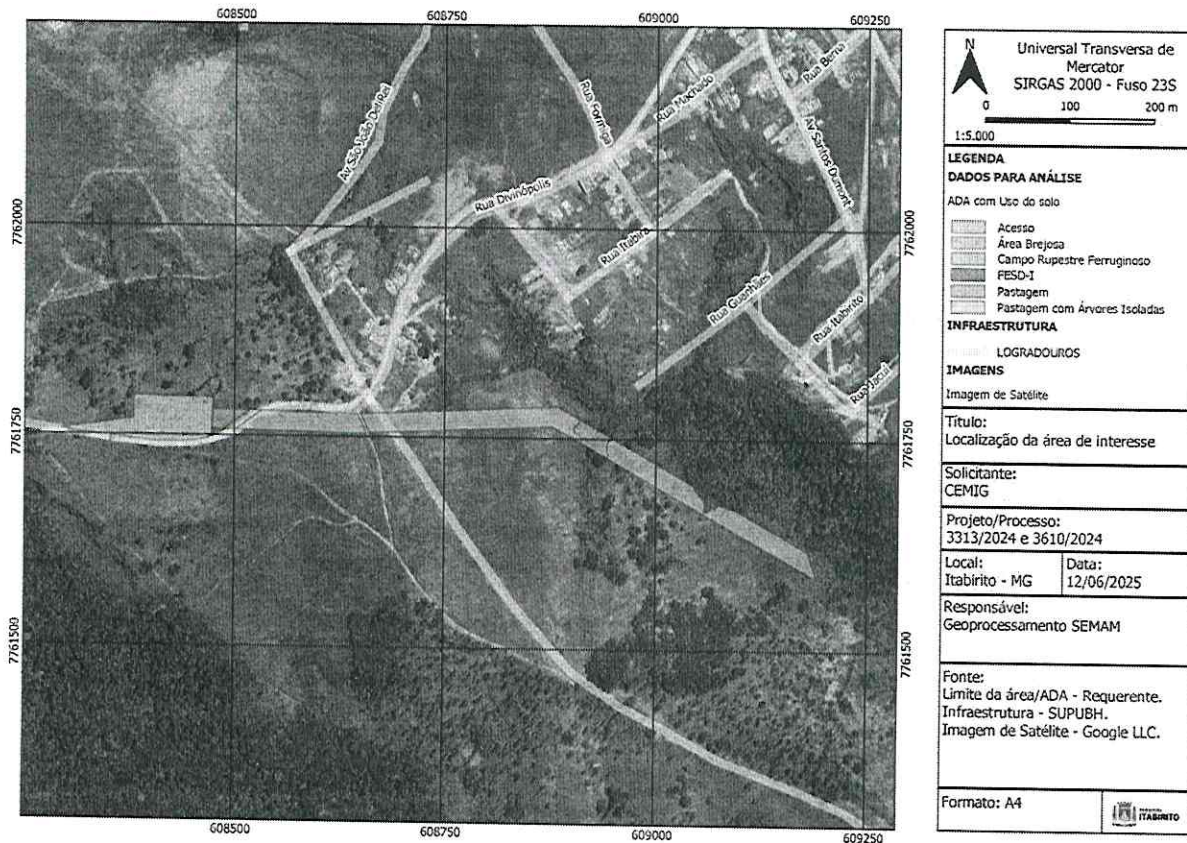 608500
608750
609000
609250
7762000
7761750
7761500
Av. São João Del Rei
Rua Formiga
Rua Machado
Rua Berra
Av. Santos Dumont
Rua Divinópolis
Rua Itabira
Rua Guanhães
Rua Itabirito
Rua Jacuí
7762000
7761750
7761500
608500
608750
609000
609250
N
Universal Transversa de
Mercator
SIRGAS 2000 - Fuso 23S
0 100 200 m
1:5.000
LEGENDA
DADOS PARA ANÁLISE
ADA com Uso do solo
Acesso
Área Brejosa
Campo Rupestre Ferruginoso
FESD-I
Pastagem
Pastagem com Árvores Isoladas
INFRAESTRUTURA
LOGRADOUROS
IMAGENS
Imagem de Satélite
Título:
Localização da área de interesse
Solicitante:
CEMIG
Projeto/Processo:
3313/2024 e 3610/2024
Local:
Itabirito - MG
Data:
12/06/2025
Responsável:
Geoprocessamento SEMAM
Fonte:
Limite da área/ADA - Requerente.
Infraestrutura - SUPUBH.
Imagem de Satélite - Google LLC.
Formato: A4
ITABIRITO